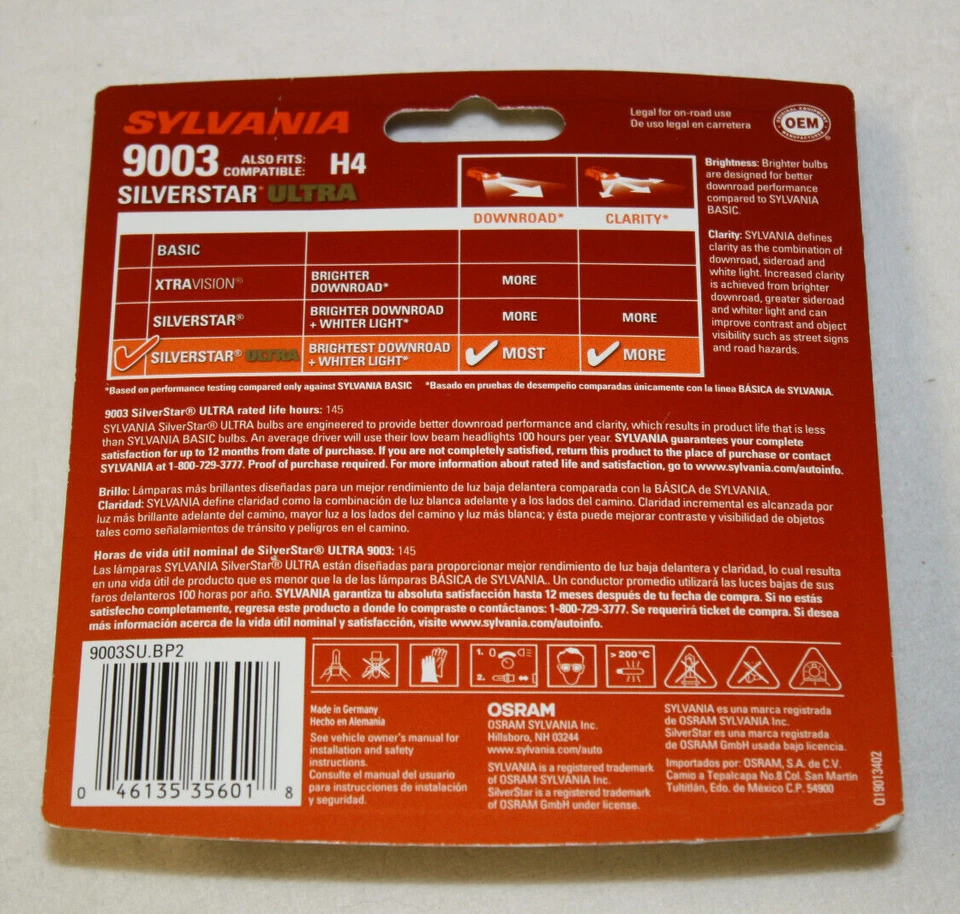 SYLVANIA
Legal for on-road use
De uso legal en carretera
ORIGINAL EQUIPMENT
OEM
MANUFACTURER
9003 ALSO FITS: H4
COMPATIBLE:
SILVERSTAR® ULTRA
DOWNROAD* CLARITY*
BASIC
XTRAVISION® BRIGHTER DOWNROAD* MORE
SILVERSTAR® BRIGHTER DOWNROAD + WHITER LIGHT* MORE MORE
SILVERSTAR® ULTRA BRIGHTEST DOWNROAD + WHITER LIGHT* MOST MORE
Brightness: Brighter bulbs
are designed for better
downroad performance
compared to SYLVANIA
BASIC.
Clarity: SYLVANIA defines
clarity as the combination of
downroad, sideroad and
white light. Increased clarity
is achieved from brighter
downroad, greater sideroad
and whiter light and can
improve contrast and object
visibility such as street signs
and road hazards.
*Based on performance testing compared only against SYLVANIA BASIC *Basado en pruebas de desempeño comparadas únicamente con la linea BÁSICA de SYLVANIA.
9003 SilverStar® ULTRA rated life hours: 145
SYLVANIA SilverStar® ULTRA bulbs are engineered to provide better downroad performance and clarity, which results in product life that is less
than SYLVANIA BASIC bulbs. An average driver will use their low beam headlights 100 hours per year. SYLVANIA guarantees your complete
satisfaction for up to 12 months from date of purchase. If you are not completely satisfied, return this product to the place of purchase or contact
SYLVANIA at 1-800-729-3777. Proof of purchase required. For more information about rated life and satisfaction, go to www.sylvania.com/autoinfo.
Brillo: Lámparas más brillantes diseñadas para un mejor rendimiento de luz baja delantera comparada con la BÁSICA de SYLVANIA.
Claridad: SYLVANIA define claridad como la combinación de luz blanca adelante y a los lados del camino. Claridad incremental es alcanzada por
luz más brillante adelante del camino, mayor luz a los lados del camino y luz más blanca; y ésta puede mejorar contraste y visibilidad de objetos
tales como señalamientos de tránsito y peligros en el camino.
Horas de vida útil nominal de SilverStar® ULTRA 9003: 145
Las lámparas SYLVANIA SilverStar® ULTRA están diseñadas para proporcionar mejor rendimiento de luz baja delantera y claridad, lo cual resulta
en una vida útil de producto que es menor que la de las lámparas BÁSICA de SYLVANIA.. Un conductor promedio utilizará las luces bajas de sus
faros delanteros 100 horas por año. SYLVANIA garantiza tu absoluta satisfacción hasta 12 meses después de tu fecha de compra. Si no estás
satisfecho completamente, regresa este producto a donde lo compraste o contáctanos: 1-800-729-3777. Se requerirá ticket de compra. Si desea
más información acerca de la vida útil nominal y satisfacción, visite www.sylvania.com/autoinfo.
9003SU.BP2
0 46135 35601 8
1. 0
2.
>200°C
Made in Germany
Hecho en Alemania
See vehicle owner's manual for
installation and safety
instructions.
Consulte el manual del usuario
para instrucciones de instalación
y seguridad.
OSRAM
OSRAM SYLVANIA Inc.
Hillsboro, NH 03244
www.sylvania.com/auto
SYLVANIA is a registered trademark
of OSRAM SYLVANIA Inc.
SilverStar is a registered trademark
of OSRAM GmbH under license.
SYLVANIA es una marca registrada
de OSRAM SYLVANIA Inc.
SilverStar es una marca registrada
de OSRAM GmbH usada bajo licencia.
Importados por: OSRAM, S.A. de C.V.
Camio a Tepalcapa No.8 Col. San Martin
Tultitlán, Edo. de México C.P. 54900
Q19013402